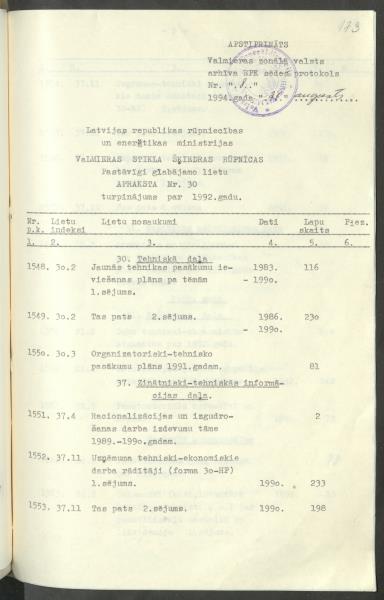 173
APSTIPRINĀTS
Valmieras zonālā valsts
arhīva EPK sēdes protokols
Nr. "8."
1994.gada "31. augusts
Latvijas republikas rūpniecības
un enerģētikas ministrijas
VALMIERAS STIKLA ŠĶIEDRAS RŪPNĪCAS
Pastāvīgi glabājamo lietu
APRAKSTA Nr. 30
turpinājums par 1992.gadu.
Nr. Lietu Lietu nosaukumi Dati Lapu Piez.
p.k. indeksi skaits
1. 2. 3. 4. 5. 6.
30. Tehniskā daļa
1548. 3o.2 Jaunās tehnikas pasākumu ie- 1983. 116
viešanas plāns pa tēmām - 199o.
1.sējums.
1549. 3o.2 Tas pats 2.sējums. 1986. 23o
- 199o.
155o. 3o.3 Organizatoriski-tehnisko
pasākumu plāns 1991.gadam. 81
37. Zinātniski-tehniskās informā-
cijas daļa.
1551. 37.4 Racionalizācijas un izgudro- 2
šanas darba izdevumu tāme
1989.-199o.gadam.
1552. 37.11 Uzņēmuma tehniski-ekonomiskie
darba rādītāji (forma 3o-HP)
1.sējums. 199o. 233
1553. 37.11 Tas pats 2.sējums. 199o. 198